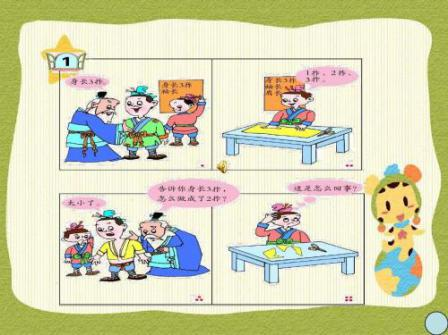 1
身长3拃。
身长3拃
袖长
身长3拃
袖长
1拃、2拃、
3拃。
太小了。
告诉你身长3拃，
怎么做成了2拃？
这是怎么回事？